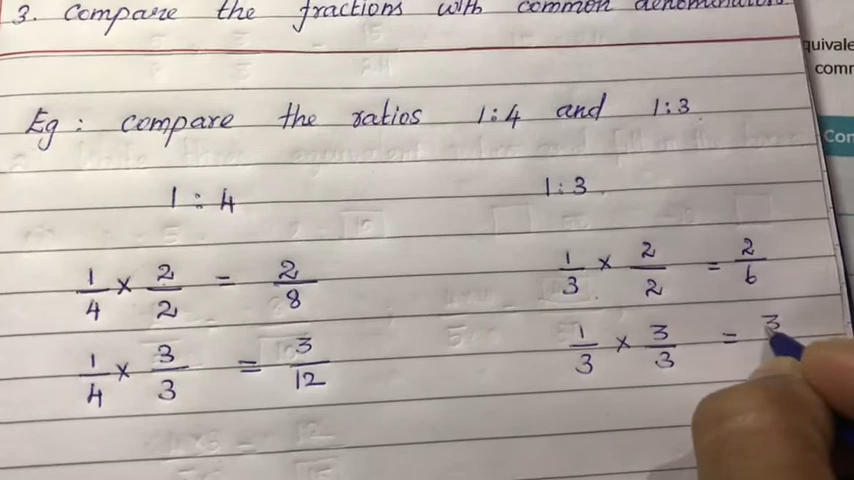 3. Compare the fractions with common denominators
Eg : compare the ratios 1:4 and 1:3
1 : 4
1:3
1/4 × 2/2 = 2/8
1/3 × 2/2 = 2/6
1/4 × 3/3 = 3/12
1/3 × 3/3 = 3